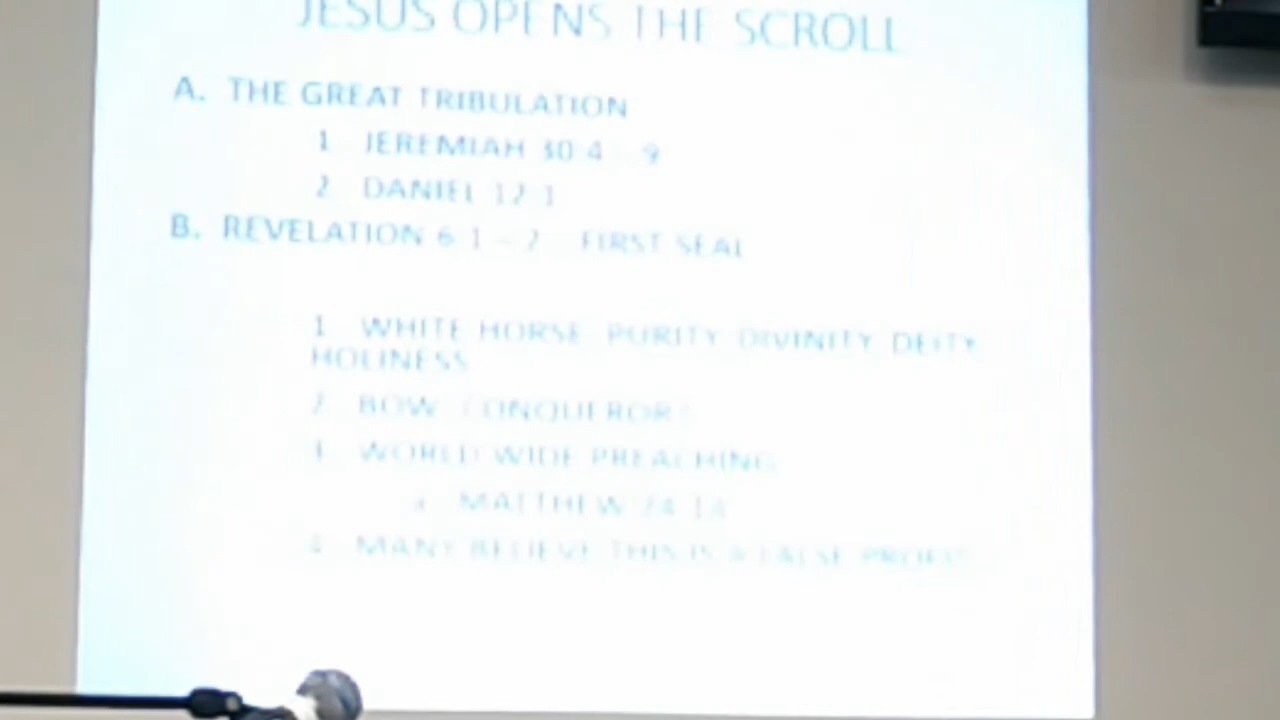 JESUS OPENS THE SCROLL
A. THE GREAT TRIBULATION
1. JEREMIAH 30:4 - 9
2. DANIEL 12:1
B. REVELATION 6:1 – 2 FIRST SEAL
1. WHITE HORSE PURITY DIVINITY DEITY
HOLINESS
2. BOW CONQUEROR
3. WORLD WIDE PREACHING
a. MATTHEW 24:14
4. MANY BELIEVE THIS IS A FALSE